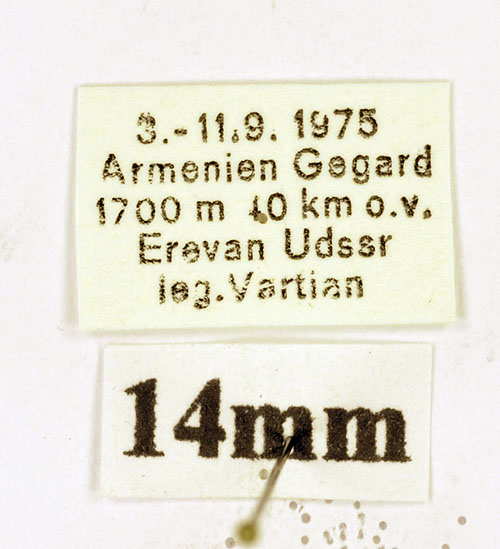 3.-11.9. 1975
Armenien Gegard
1700 m 40 km o.v.
Erevan Udssr
leg.Vartian
14mm